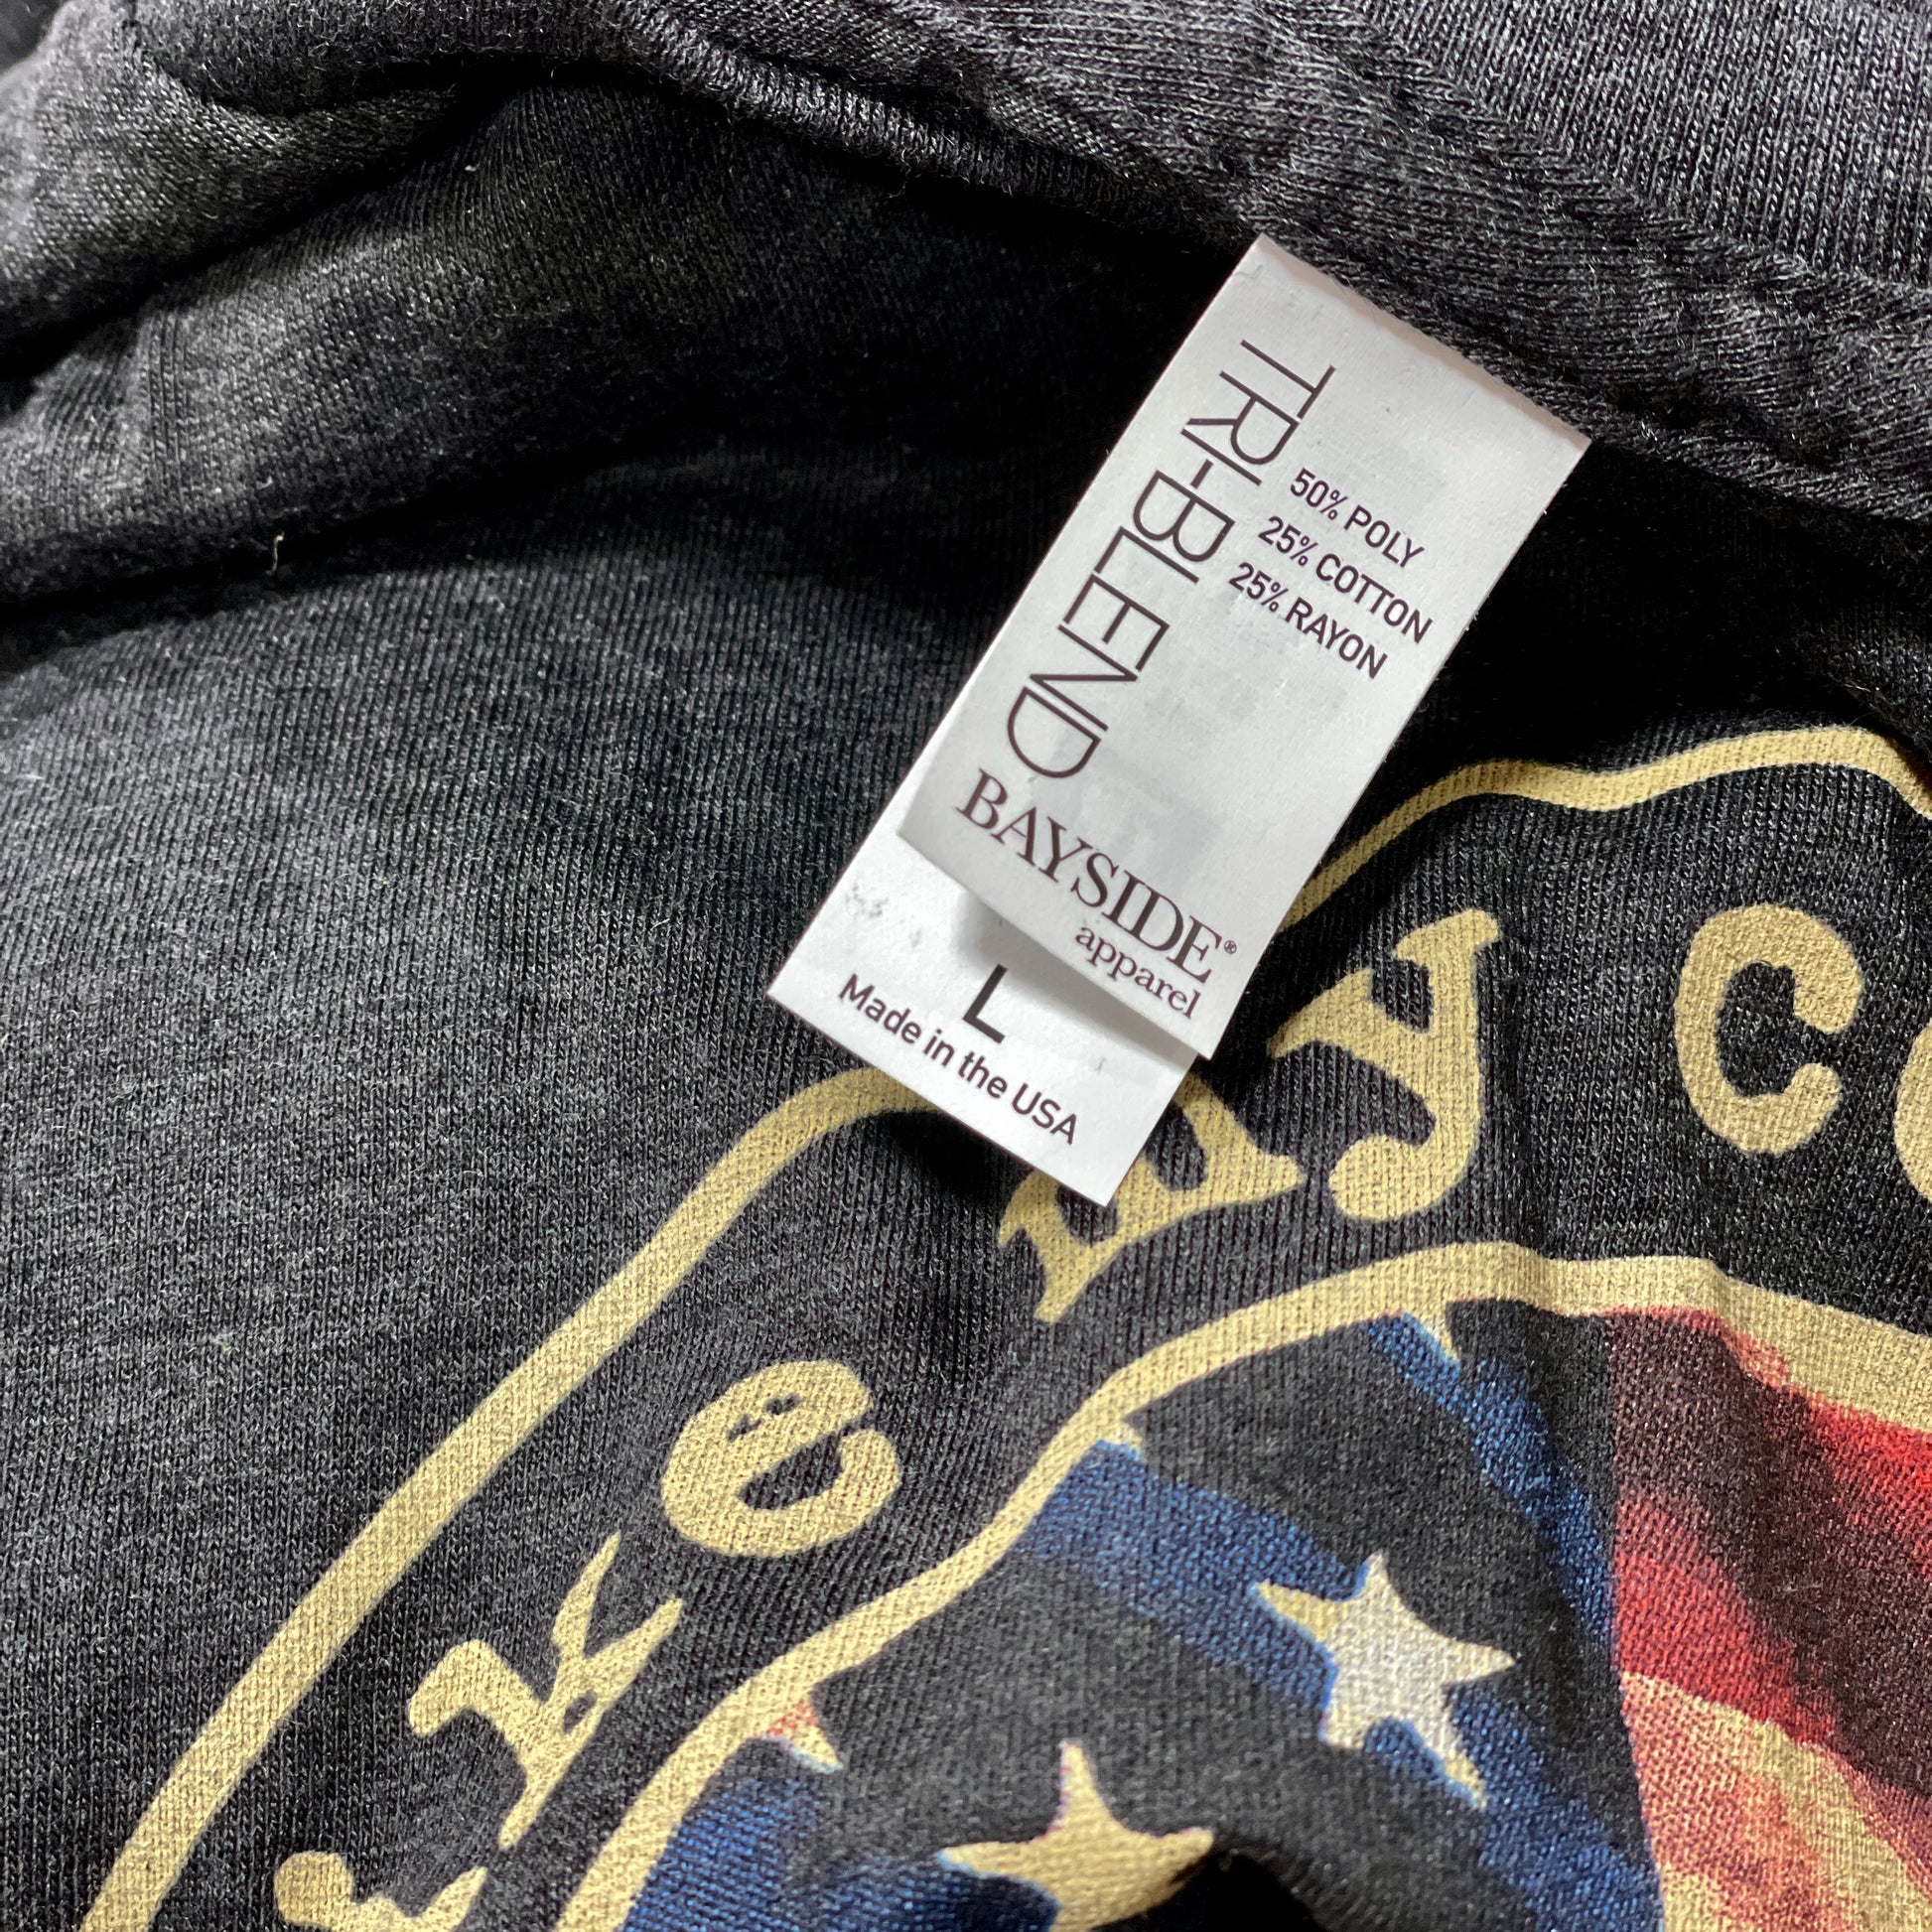 TRI-BLEND
50% POLY
25% COTTON
25% RAYON
BAYSIDE®
apparel
L
Made in the USA